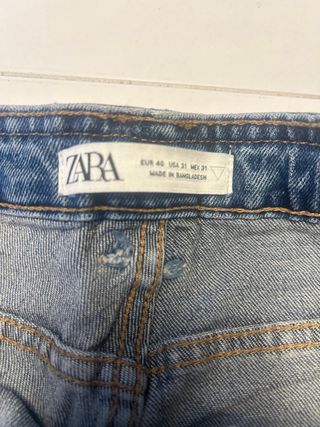 ZARA
EUR 40 USA 31 MEX 31
MADE IN BANGLADESH